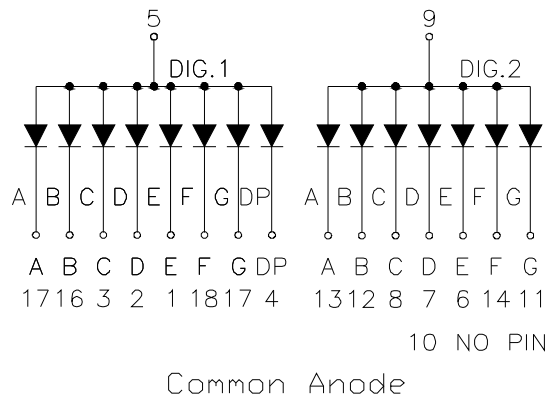 5 9
DIG.1 DIG.2
A B C D E F G DP A B C D E F G
A B C D E F G DP A B C D E F G
17 16 3 2 1 18 17 4 13 12 8 7 6 14 11
10 NO PIN
Common Anode